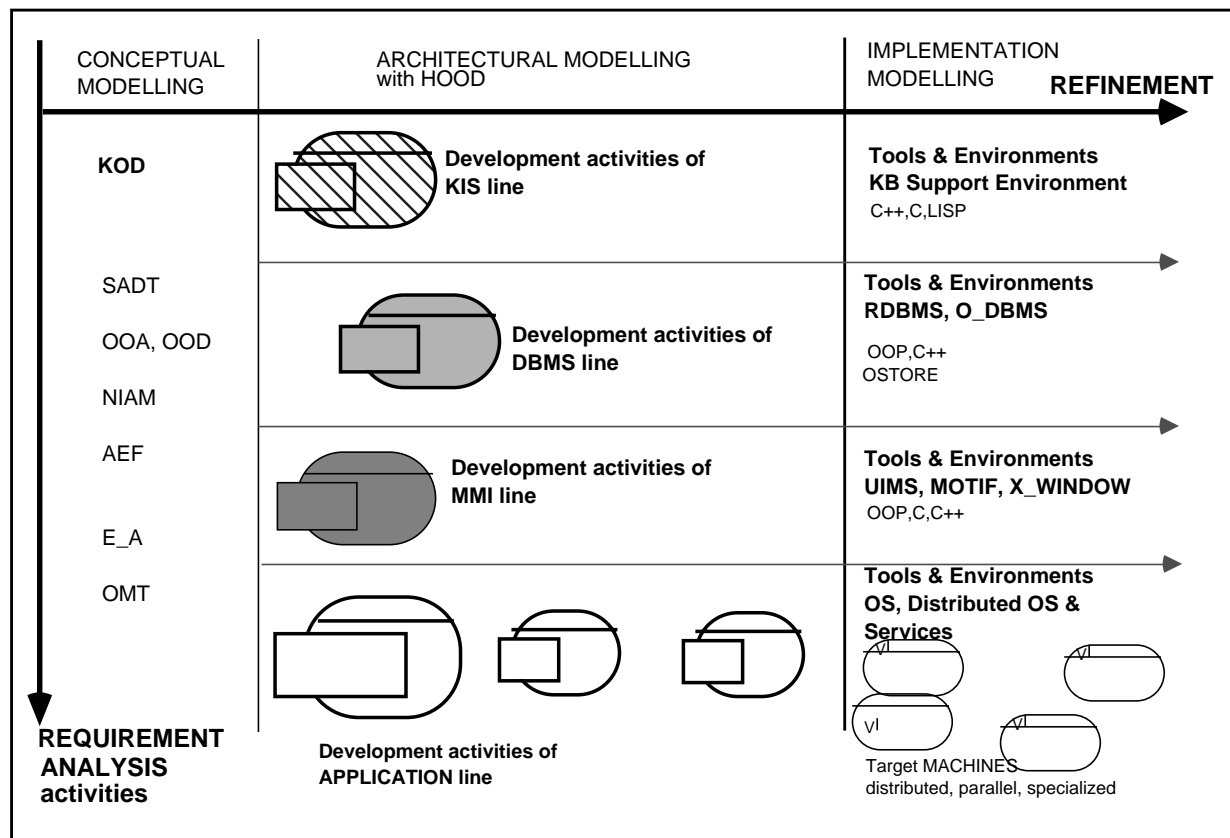 CONCEPTUAL
MODELLING
ARCHITECTURAL MODELLING
with HOOD
IMPLEMENTATION
MODELLING
REFINEMENT
KOD
Development activities of
KIS line
Tools & Environments
KB Support Environment
C++,C,LISP
SADT
OOA, OOD
NIAM
Development activities of
DBMS line
Tools & Environments
RDBMS, O_DBMS
OOP,C++
OSTORE
AEF
E_A
Development activities of
MMI line
Tools & Environments
UIMS, MOTIF, X_WINDOW
OOP,C,C++
OMT
Tools & Environments
OS, Distributed OS &
Services
VI
VI
VI
VI
Target MACHINES
distributed, parallel, specialized
Development activities of
APPLICATION line
REQUIREMENT
ANALYSIS
activities